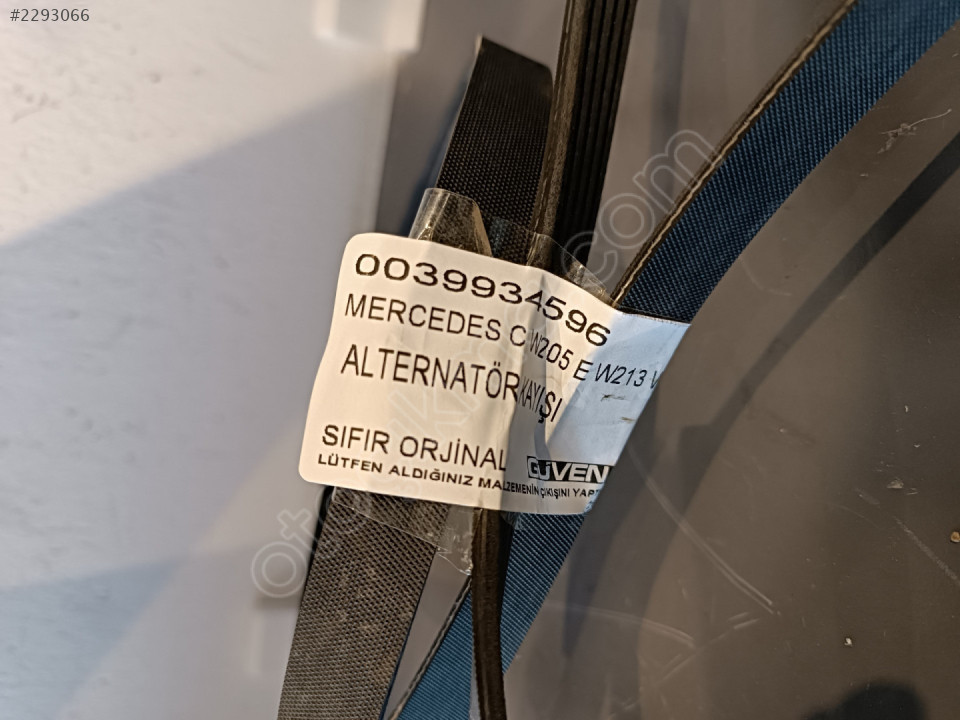 #2293066
0039934596
MERCEDES C W205 E W213
ALTERNATÖR KAYIŞI
SIFIR ORJİNAL GÜVEN
LÜTFEN ALDIĞINIZ MALZEMENİN ÇIKIŞINI YAPT